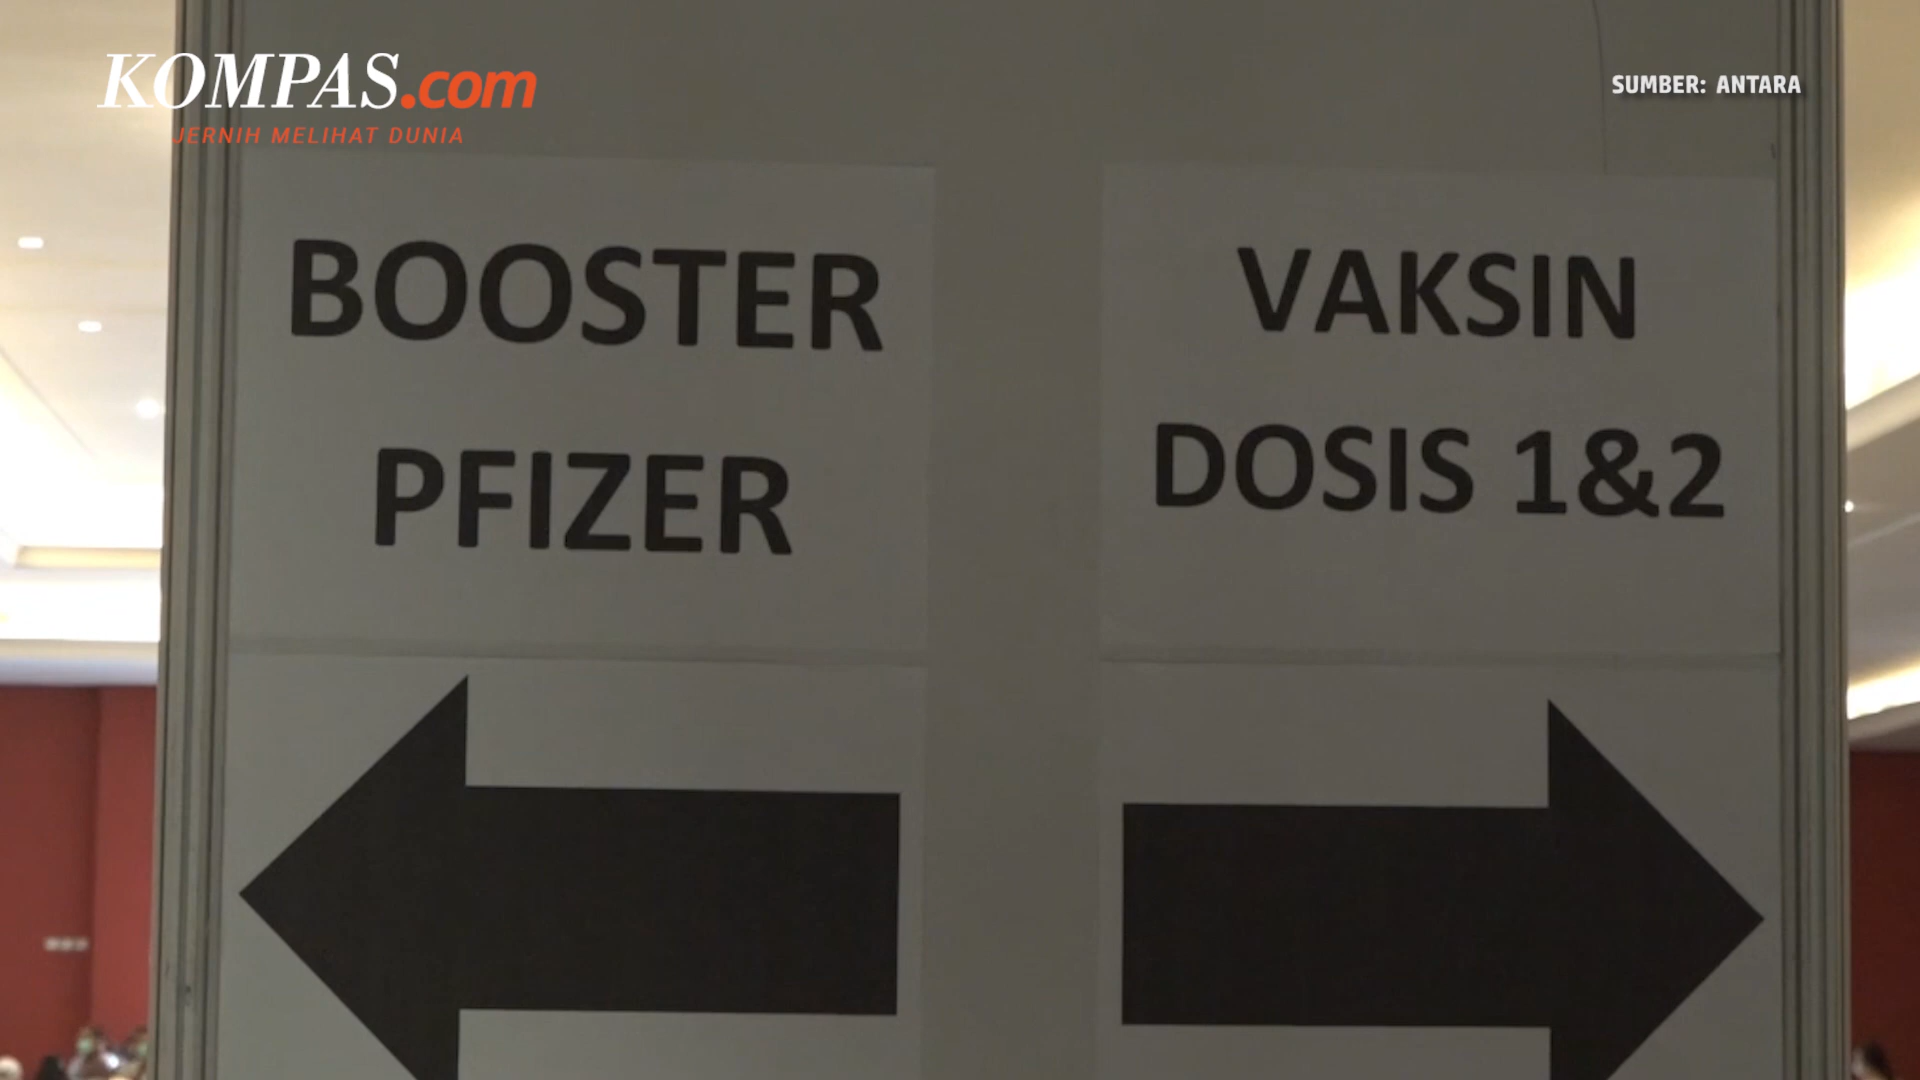 KOMPAS.com
JERNIH MELIHAT DUNIA
SUMBER: ANTARA
BOOSTER
PFIZER
VAKSIN
DOSIS 1&2